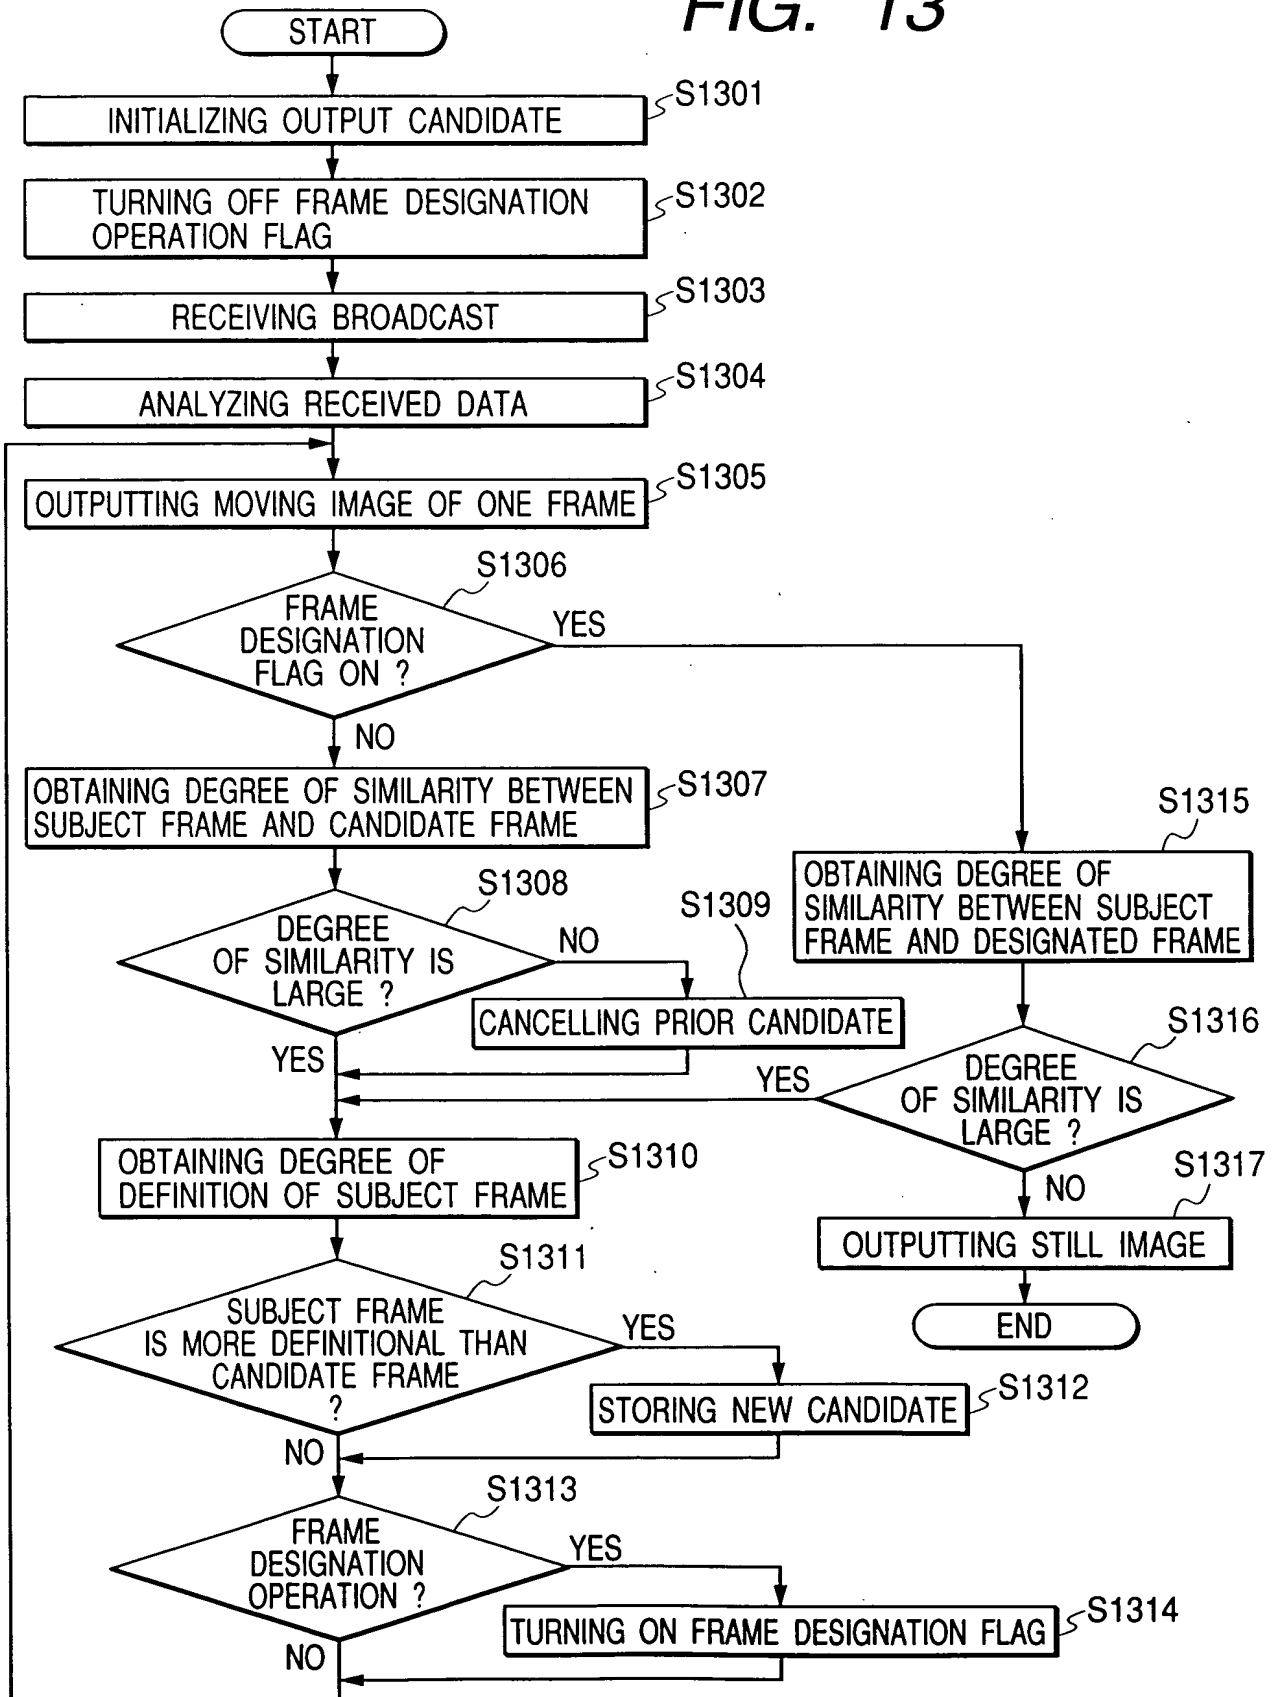 FIG. 13
START
INITIALIZING OUTPUT CANDIDATE
S1301
TURNING OFF FRAME DESIGNATION
OPERATION FLAG
S1302
RECEIVING BROADCAST
S1303
ANALYZING RECEIVED DATA
S1304
OUTPUTTING MOVING IMAGE OF ONE FRAME
S1305
S1306
FRAME
DESIGNATION
FLAG ON ?
YES
NO
OBTAINING DEGREE OF SIMILARITY BETWEEN
SUBJECT FRAME AND CANDIDATE FRAME
S1307
S1308
DEGREE
OF SIMILARITY IS
LARGE ?
NO
YES
S1309
CANCELLING PRIOR CANDIDATE
S1315
OBTAINING DEGREE OF
SIMILARITY BETWEEN SUBJECT
FRAME AND DESIGNATED FRAME
S1316
DEGREE
OF SIMILARITY IS
LARGE ?
YES
NO
S1317
OUTPUTTING STILL IMAGE
END
OBTAINING DEGREE OF
DEFINITION OF SUBJECT FRAME
S1310
S1311
SUBJECT FRAME
IS MORE DEFINITIONAL THAN
CANDIDATE FRAME
?
YES
NO
STORING NEW CANDIDATE
S1312
S1313
FRAME
DESIGNATION
OPERATION ?
YES
NO
TURNING ON FRAME DESIGNATION FLAG
S1314